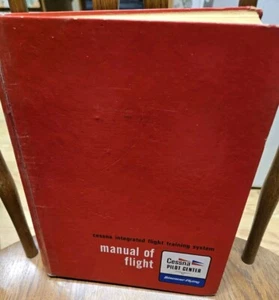 cessna integrated flight training system
manual of
flight
Cessna
PILOT CENTER